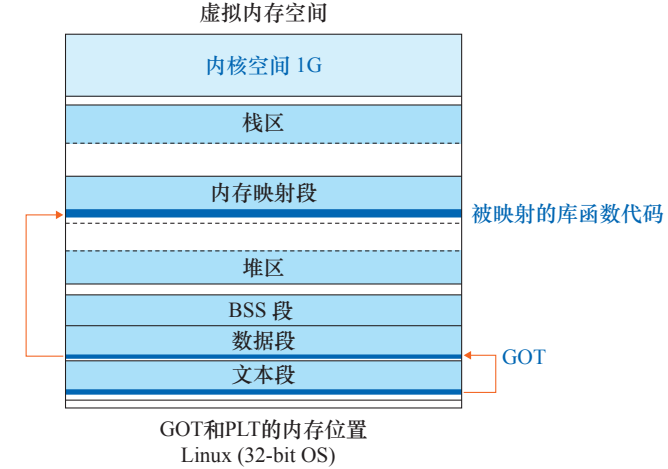 虚拟内存空间
内核空间 1G
栈区
内存映射段
被映射的库函数代码
堆区
BSS 段
数据段
GOT
文本段
GOT和PLT的内存位置
Linux (32-bit OS)